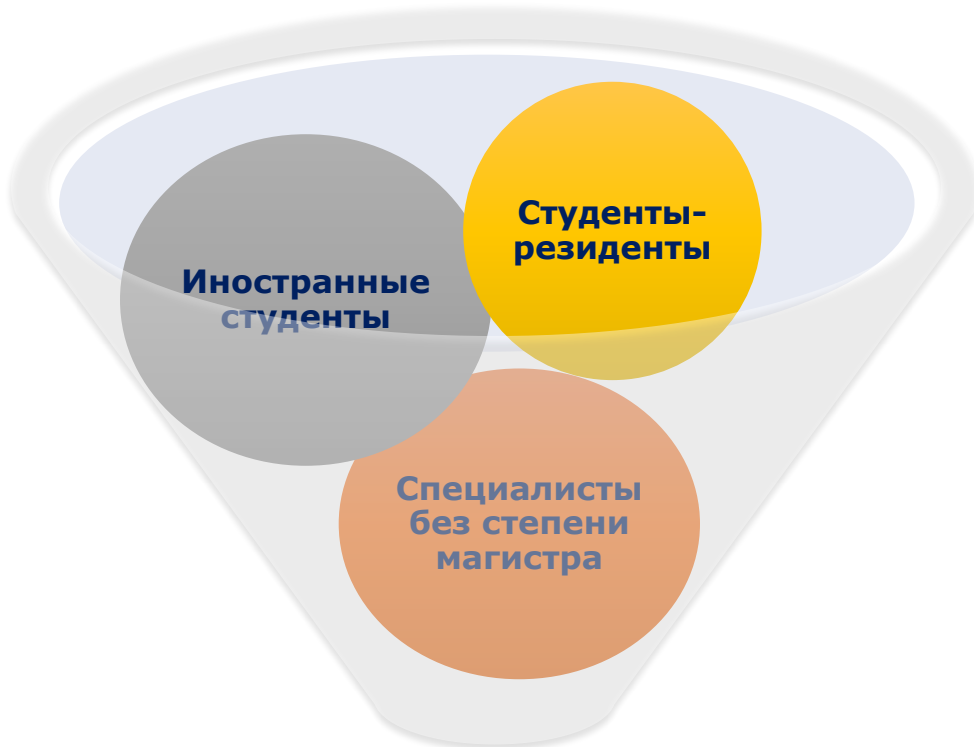 Студенты-
резиденты
Иностранные
студенты
Специалисты
без степени
магистра